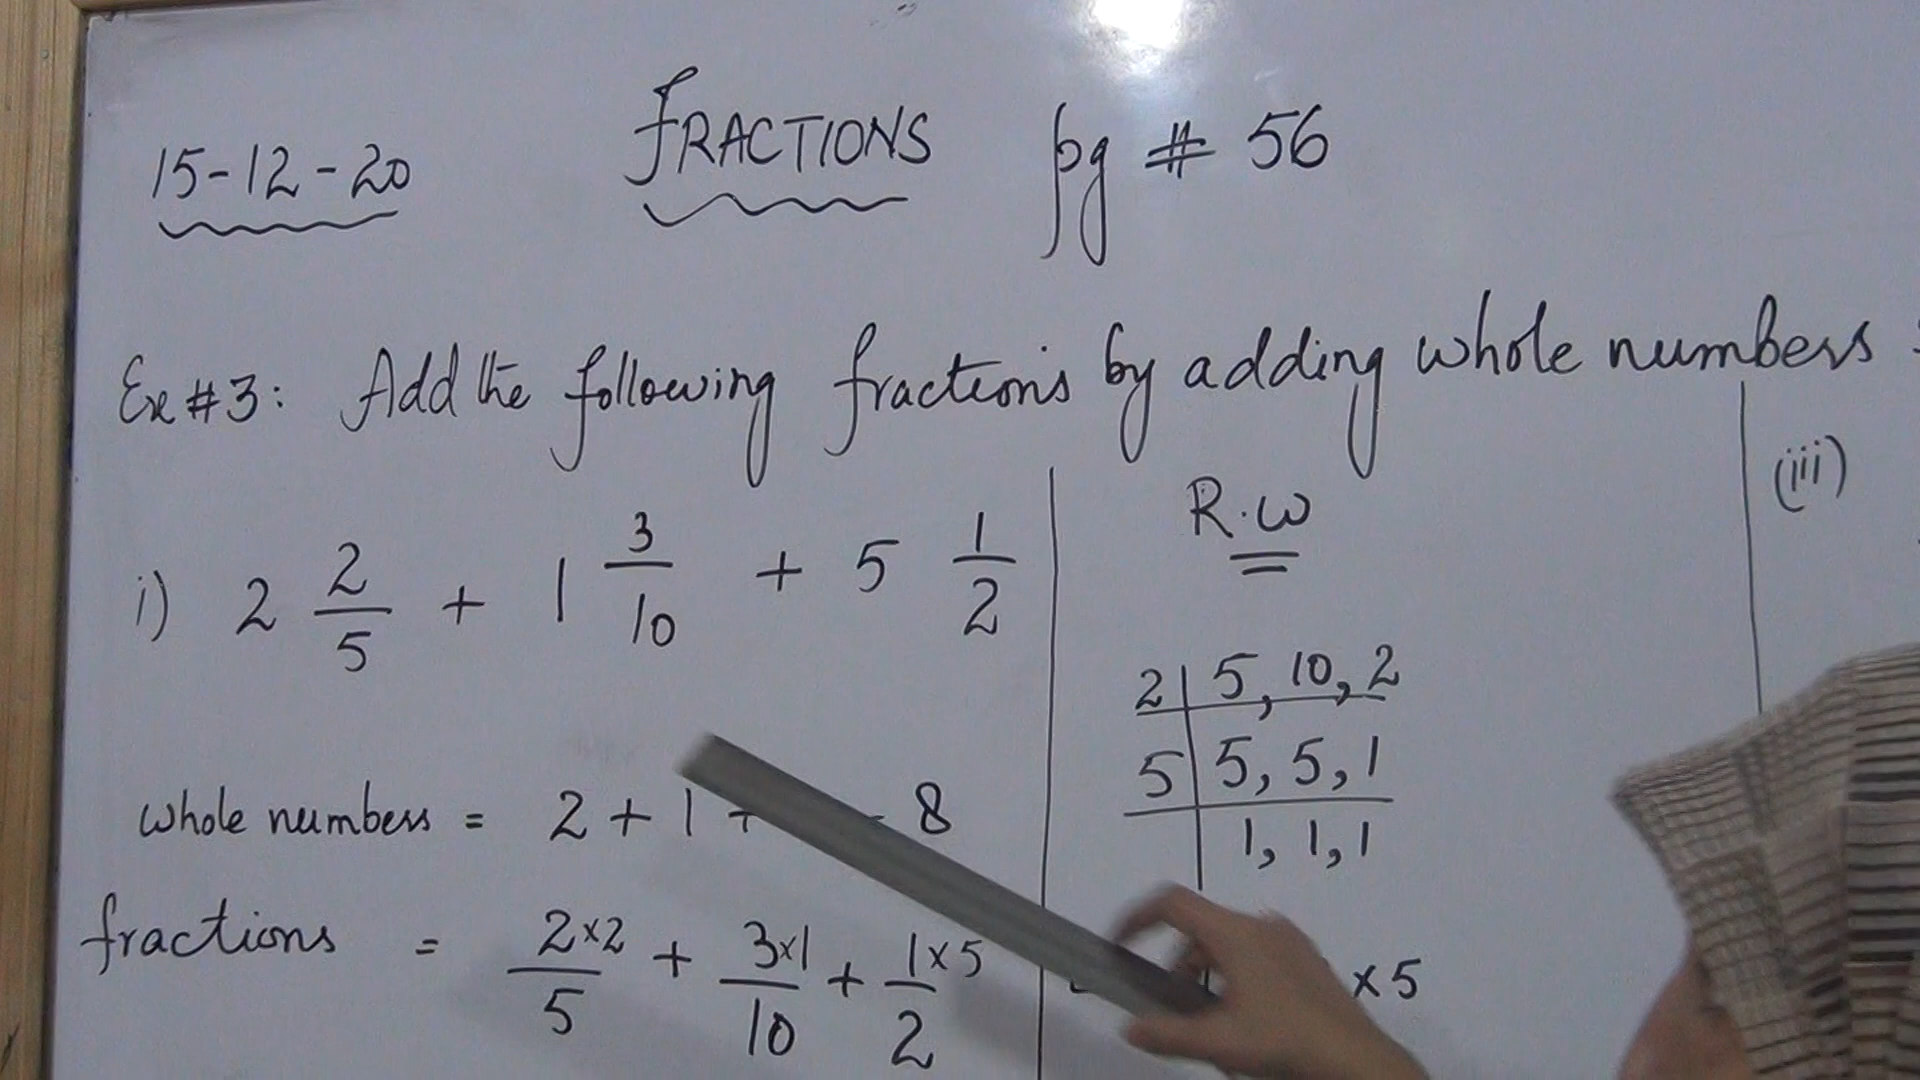 15-12-20 FRACTIONS pg # 56
Ex #3: Add the following fractions by adding whole numbers
i) 2 2/5 + 1 3/10 + 5 1/2
whole numbers = 2 + 1 + 8
fractions = 2×2/5 + 3×1/10 + 1×5/2
R.W
2 | 5, 10, 2
5 | 5, 5, 1
1, 1, 1
×5
(iii)